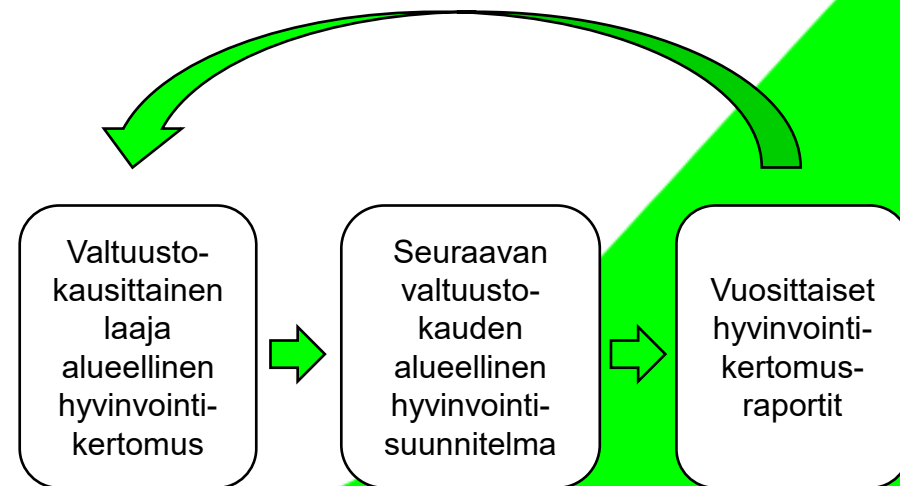 Valtuusto-
kausittainen
laaja
alueellinen
hyvinvointi-
kertomus
Seuraavan
valtuusto-
kauden
alueellinen
hyvinvointi-
suunnitelma
Vuosittaiset
hyvinvointi-
kertomus-
raportit